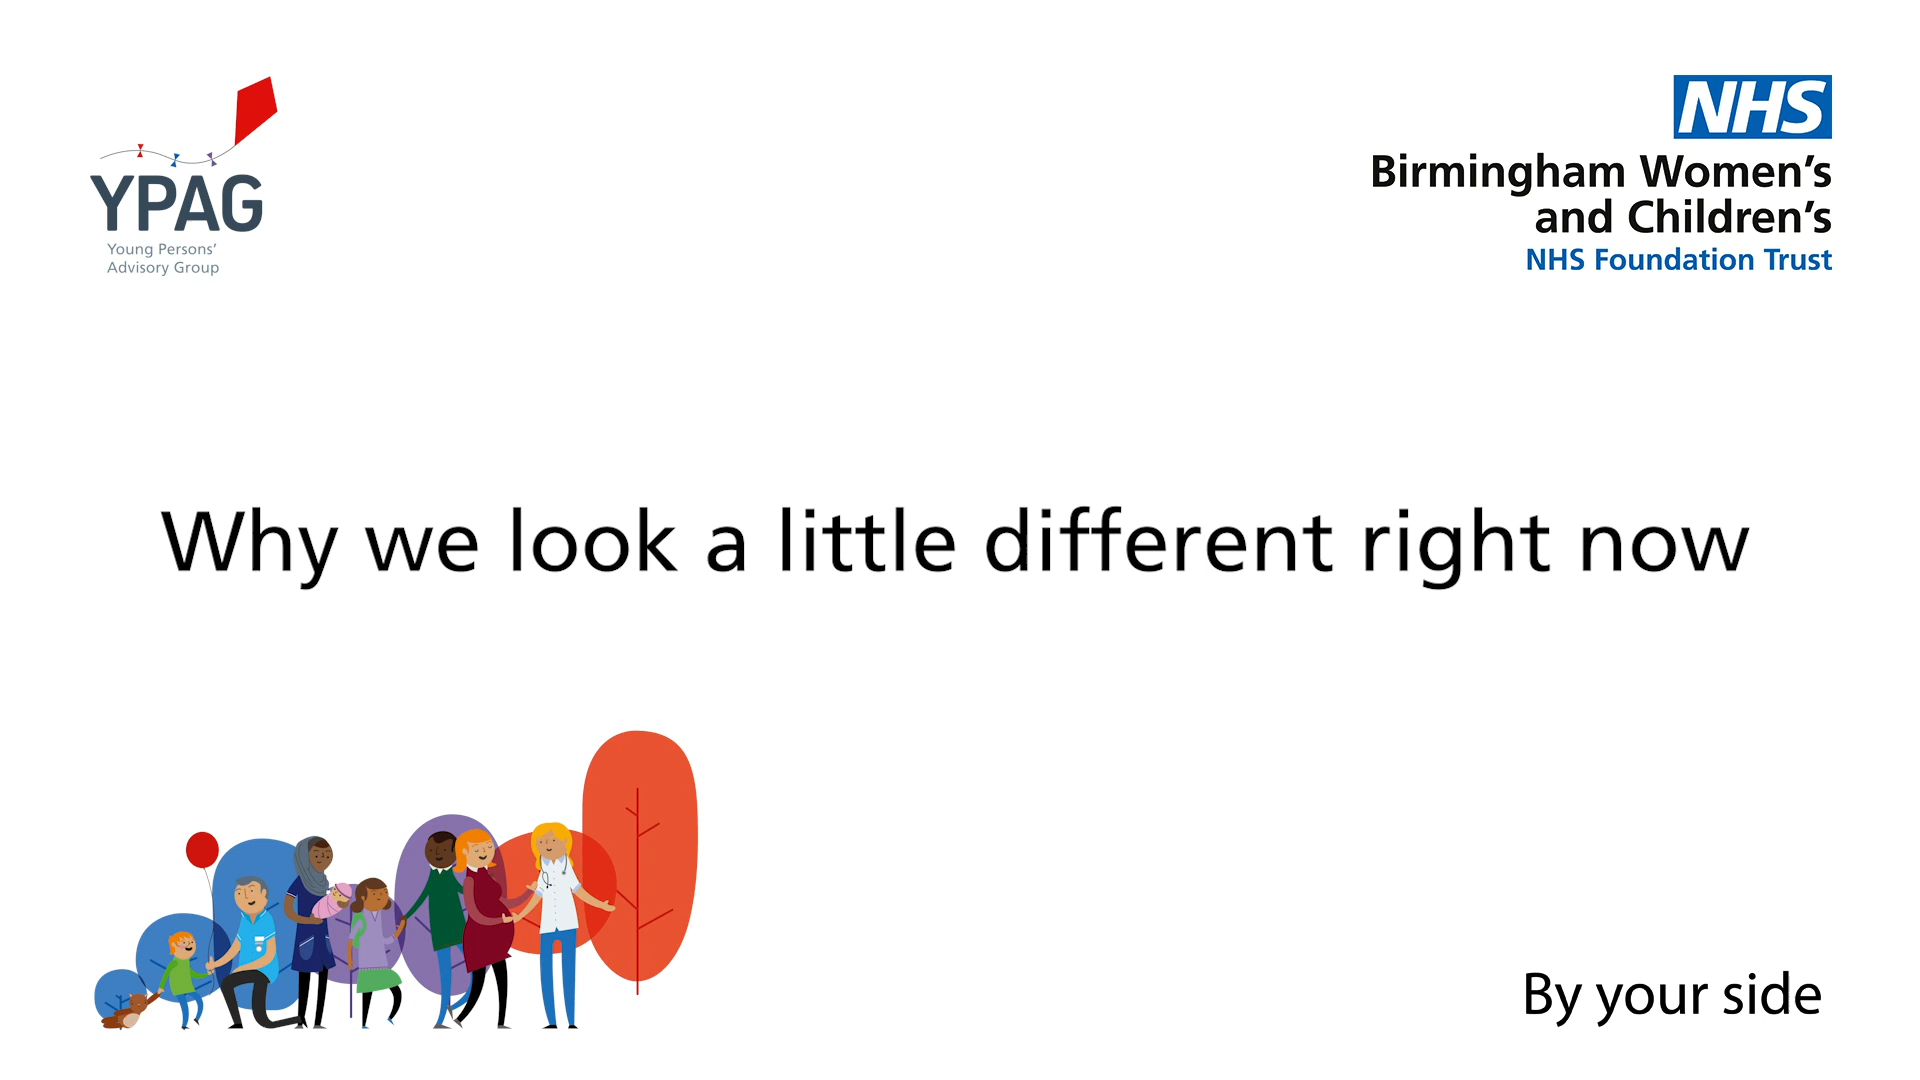 YPAG
Young Persons’
Advisory Group
NHS
Birmingham Women’s
and Children’s
NHS Foundation Trust
Why we look a little different right now
By your side